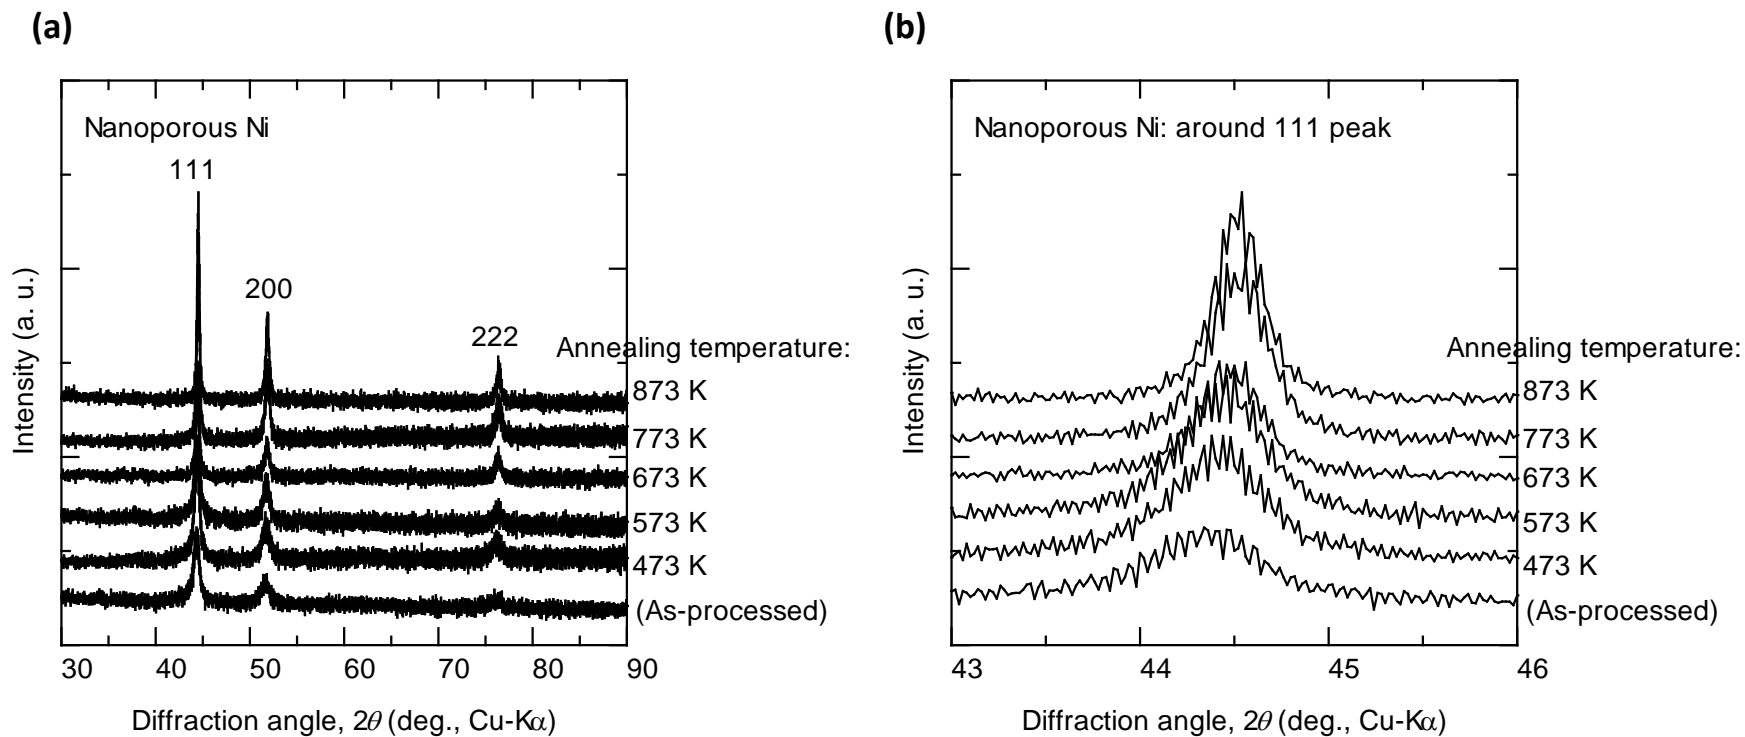 (a)
Nanoporous Ni
111
200
222
Intensity (a. u.)
Annealing temperature:
873 K
773 K
673 K
573 K
473 K
(As-processed)
30 40 50 60 70 80 90
Diffraction angle, 2θ (deg., Cu-Kα)
(b)
Nanoporous Ni: around 111 peak
Intensity (a. u.)
Annealing temperature:
873 K
773 K
673 K
573 K
473 K
(As-processed)
43 44 45 46
Diffraction angle, 2θ (deg., Cu-Kα)